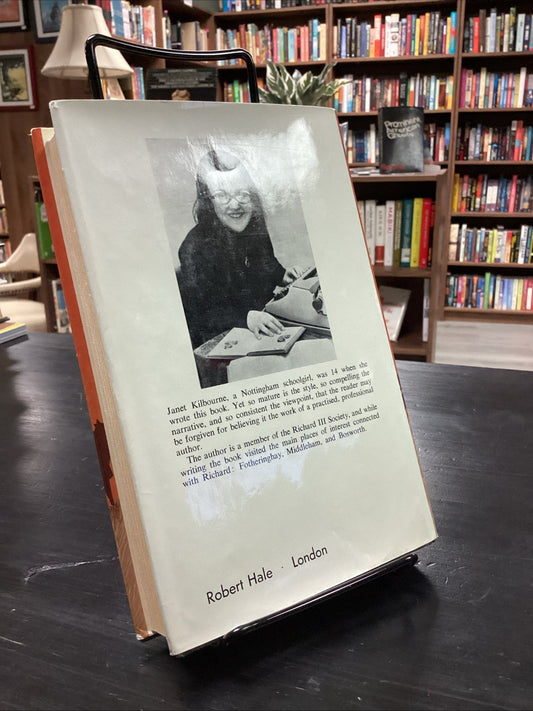 Janet Kilbourne, a Nottingham schoolgirl, was 14 when she
wrote this book. Yet so mature is the style, so compelling the
narrative, and so consistent the viewpoint, that the reader may
be forgiven for believing it the work of a practised, professional
author.
The author is a member of the Richard III Society, and while
writing the book visited the main places of interest connected
with Richard: Fotheringhay, Middleham, and Bosworth.
Robert Hale · London